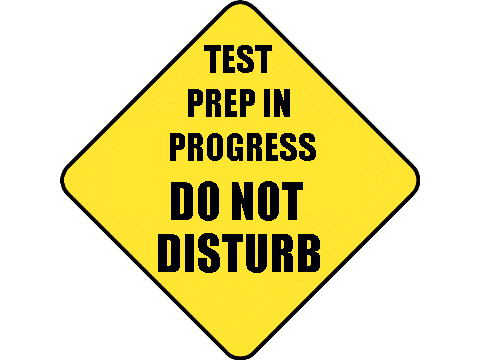 TEST
PREP IN
PROGRESS
DO NOT
DISTURB